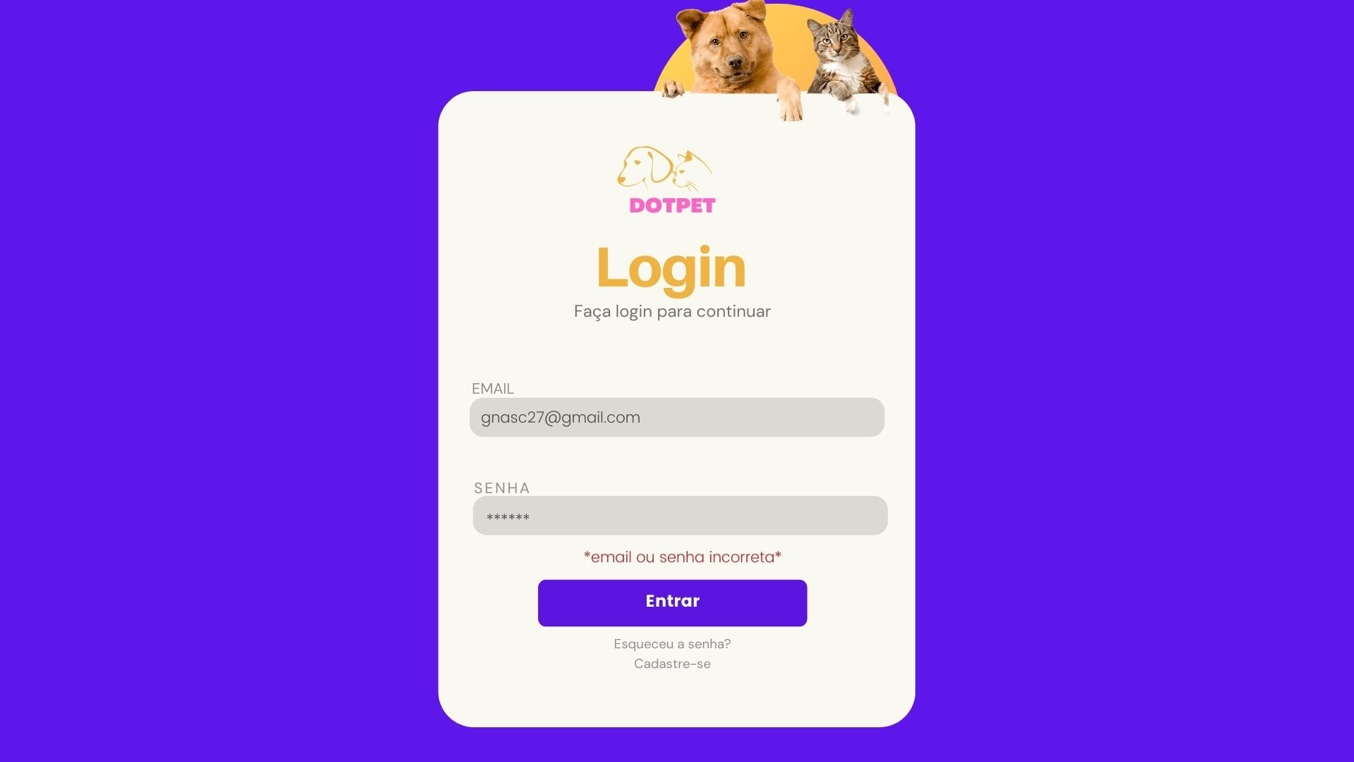 DOTPET
Login
Faça login para continuar
EMAIL
gnasc27@gmail.com
SENHA
******
*email ou senha incorreta*
Entrar
Esqueceu a senha?
Cadastre-se